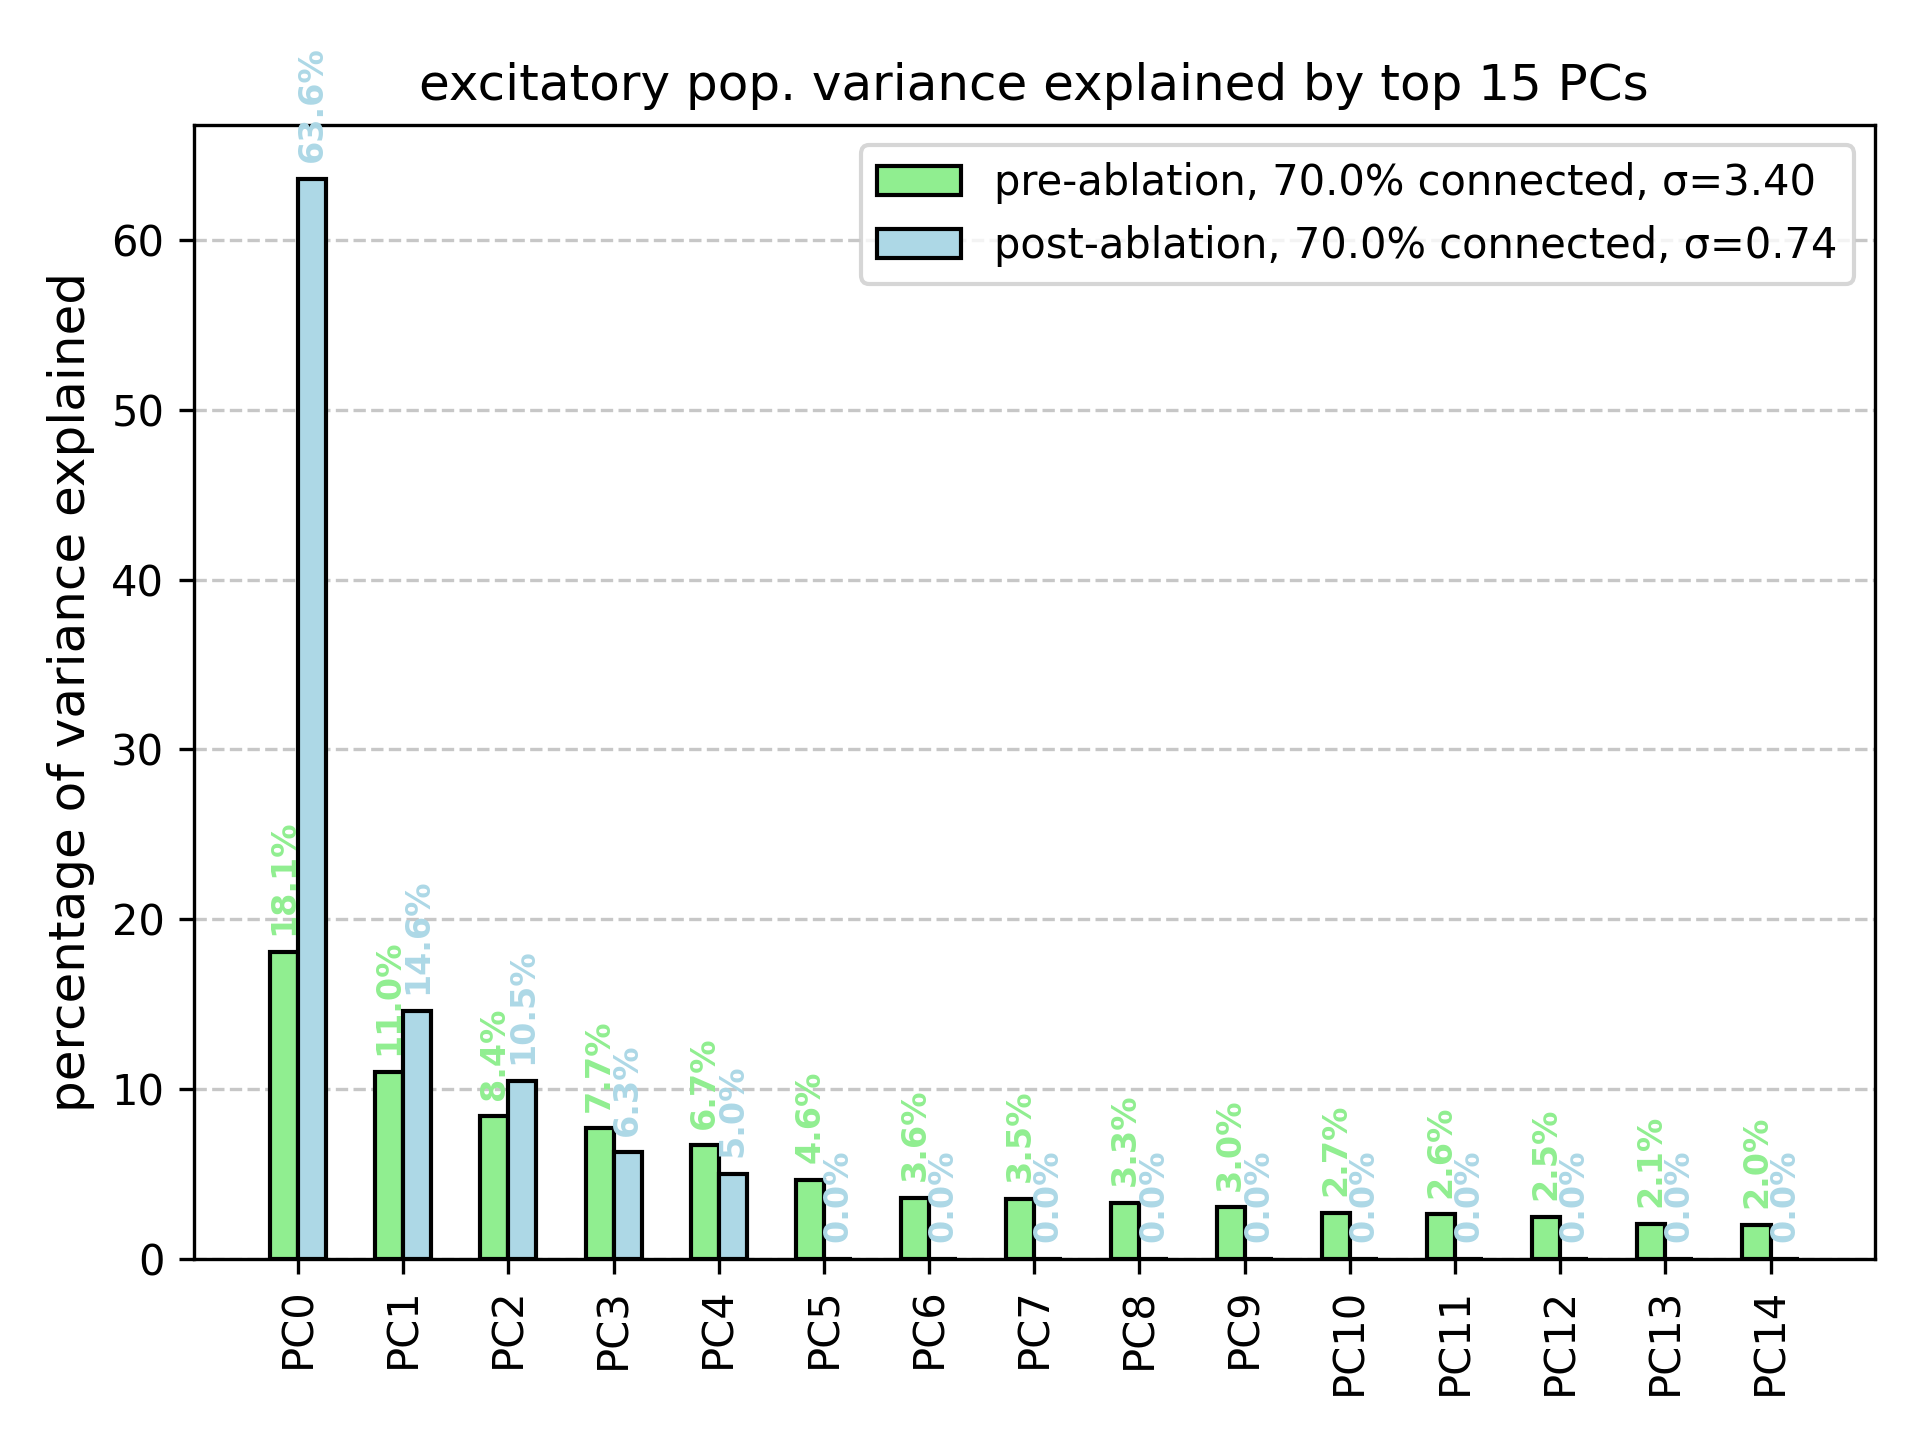 excitatory pop. variance explained by top 15 PCs
pre-ablation, 70.0% connected, σ=3.40
post-ablation, 70.0% connected, σ=0.74
percentage of variance explained
60
50
40
30
20
10
0
18.1%
63.6%
11.0%
14.6%
8.4%
10.5%
7.7%
6.3%
6.7%
5.0%
4.6%
0.0%
3.6%
0.0%
3.5%
0.0%
3.3%
0.0%
3.0%
0.0%
2.7%
0.0%
2.6%
0.0%
2.5%
0.0%
2.1%
0.0%
2.0%
0.0%
PC0
PC1
PC2
PC3
PC4
PC5
PC6
PC7
PC8
PC9
PC10
PC11
PC12
PC13
PC14